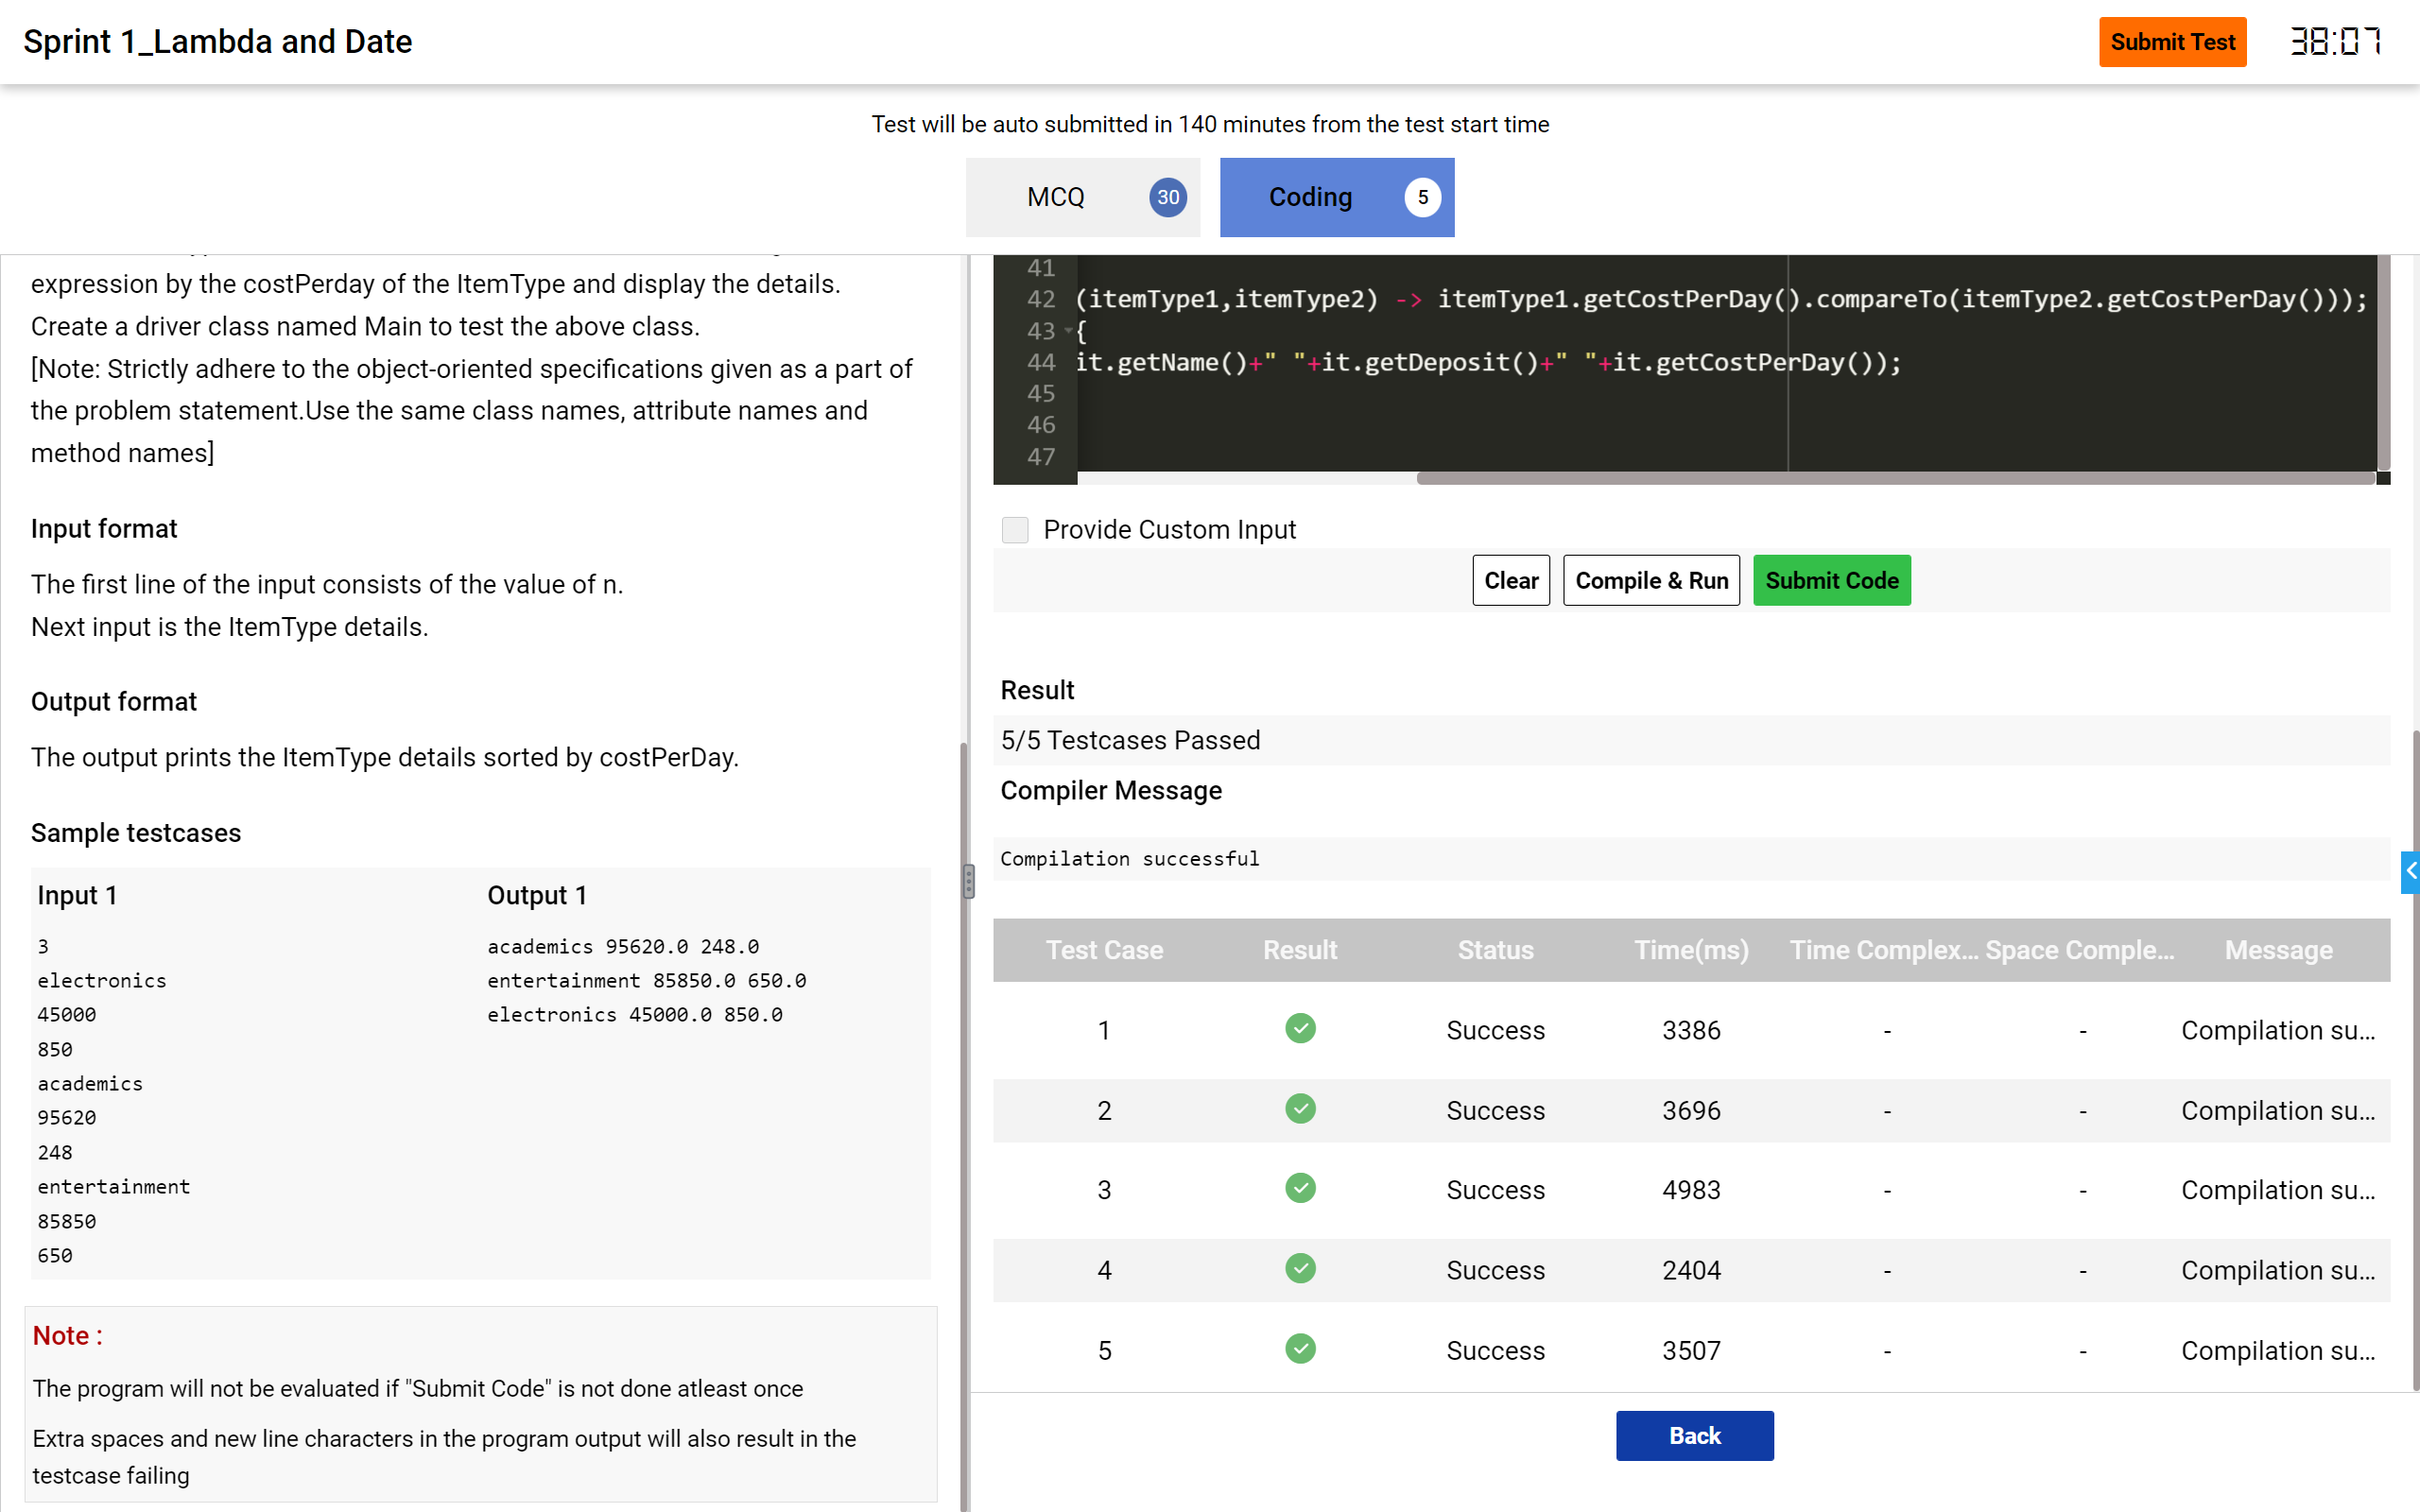 Sprint 1_Lambda and Date
Submit Test
38:07
Test will be auto submitted in 140 minutes from the test start time
MCQ 30
Coding 5
expression by the costPerday of the ItemType and display the details.
Create a driver class named Main to test the above class.
[Note: Strictly adhere to the object-oriented specifications given as a part of
the problem statement.Use the same class names, attribute names and
method names]
Input format
The first line of the input consists of the value of n.
Next input is the ItemType details.
Output format
The output prints the ItemType details sorted by costPerDay.
Sample testcases
Input 1
3
electronics
45000
850
academics
95620
248
entertainment
85850
650
Output 1
academics 95620.0 248.0
entertainment 85850.0 650.0
electronics 45000.0 850.0
Note :
The program will not be evaluated if "Submit Code" is not done atleast once
Extra spaces and new line characters in the program output will also result in the
testcase failing
41
42 (itemType1,itemType2) -> itemType1.getCostPerDay().compareTo(itemType2.getCostPerDay()));
43 {
44 it.getName()+" "+it.getDeposit()+" "+it.getCostPerDay());
45
46
47
Provide Custom Input
Clear
Compile & Run
Submit Code
Result
5/5 Testcases Passed
Compiler Message
Compilation successful
Test Case Result Status Time(ms) Time Complex... Space Comple... Message
1 Success 3386 - - Compilation su...
2 Success 3696 - - Compilation su...
3 Success 4983 - - Compilation su...
4 Success 2404 - - Compilation su...
5 Success 3507 - - Compilation su...
Back